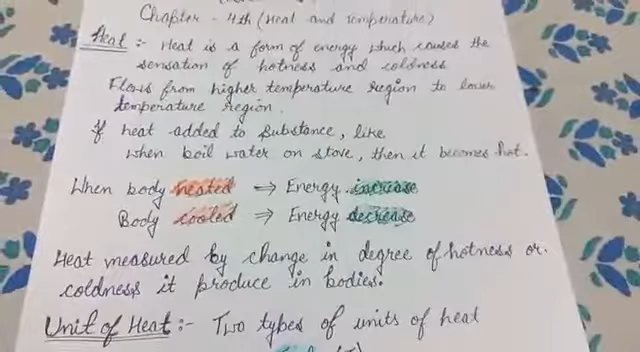 Chapter - 4th (Heat and Temperature)
Heat :- Heat is a form of energy which causes the
sensation of hotness and coldness
Flows from higher temperature region to lower
temperature region.
If heat added to substance, like
when boil water on stove, then it becomes hot.
When body heated → Energy increase
Body cooled → Energy decrease
Heat measured by change in degree of hotness or
coldness it produce in bodies.
Unit of Heat :- Two types of units of heat